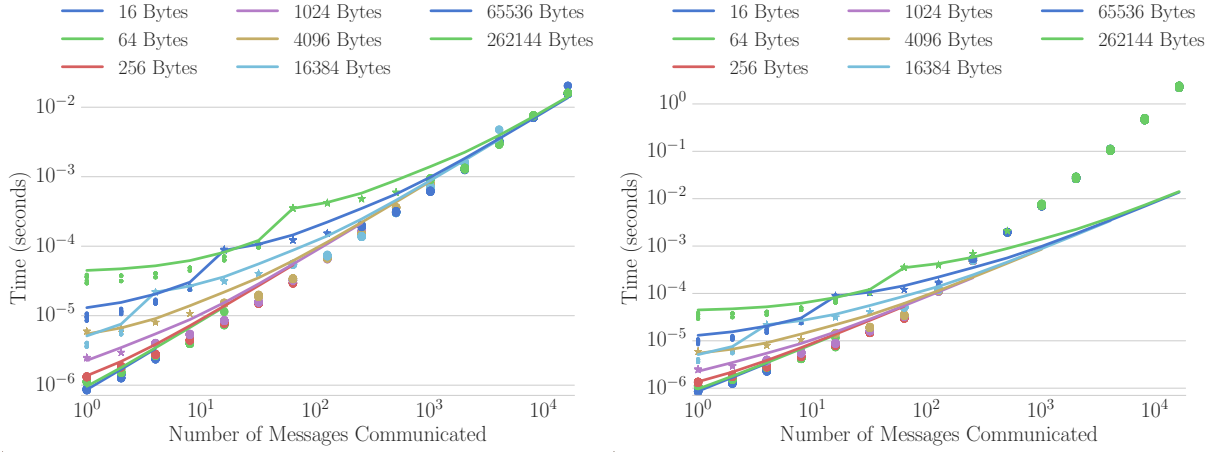 16 Bytes 1024 Bytes 65536 Bytes
64 Bytes 4096 Bytes 262144 Bytes
256 Bytes 16384 Bytes
10^-2
10^-3
10^-4
10^-5
10^-6
Time (seconds)
10^0 10^1 10^2 10^3 10^4
Number of Messages Communicated
16 Bytes 1024 Bytes 65536 Bytes
64 Bytes 4096 Bytes 262144 Bytes
256 Bytes 16384 Bytes
10^0
10^-1
10^-2
10^-3
10^-4
10^-5
10^-6
Time (seconds)
10^0 10^1 10^2 10^3 10^4
Number of Messages Communicated